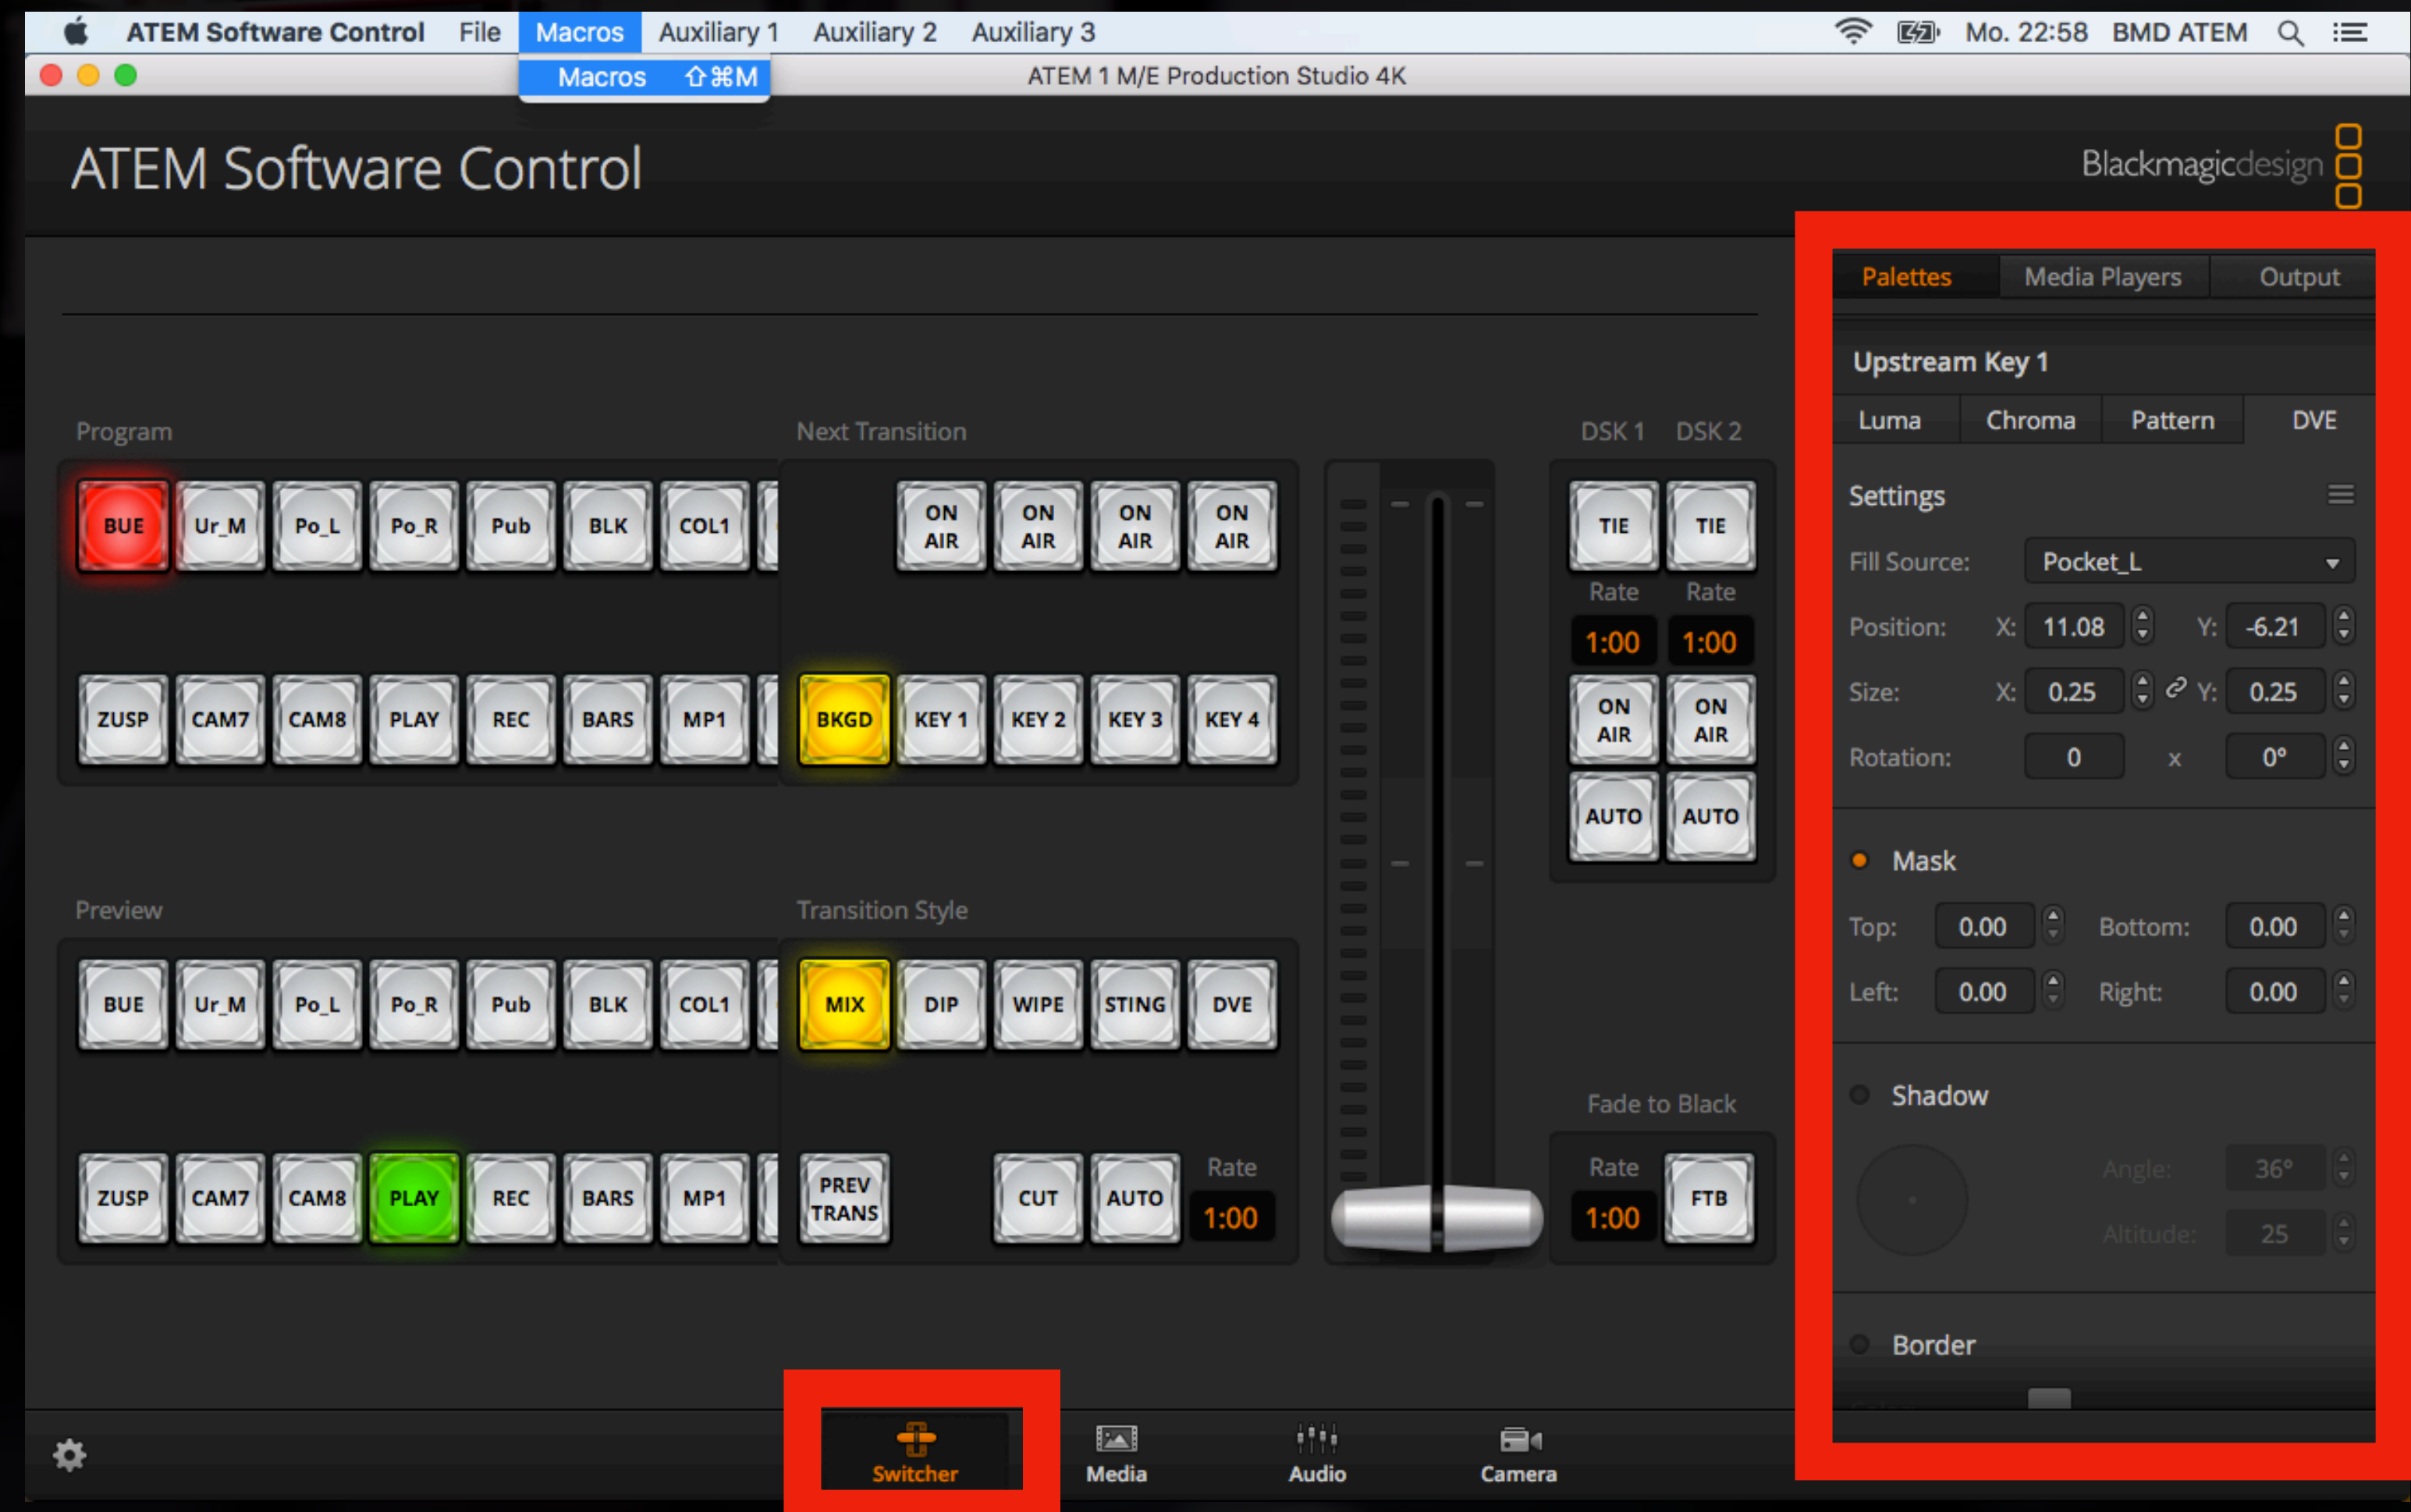 ATEM Software Control File Macros Auxiliary 1 Auxiliary 2 Auxiliary 3 Mo. 22:58 BMD ATEM
Macros ⇧⌘M
ATEM 1 M/E Production Studio 4K
ATEM Software Control
Blackmagicdesign
Palettes Media Players Output
Upstream Key 1
Luma Chroma Pattern DVE
Settings
Fill Source: Pocket_L
Position: X: 11.08 Y: -6.21
Size: X: 0.25 Y: 0.25
Rotation: 0 x 0°
Mask
Top: 0.00 Bottom: 0.00
Left: 0.00 Right: 0.00
Shadow
Angle: 36°
Altitude: 25
Border
Program
BUE Ur_M Po_L Po_R Pub BLK COL1
ZUSP CAM7 CAM8 PLAY REC BARS MP1
Next Transition
ON AIR ON AIR ON AIR ON AIR
BKGD KEY 1 KEY 2 KEY 3 KEY 4
DSK 1 DSK 2
TIE TIE
Rate Rate
1:00 1:00
ON AIR ON AIR
AUTO AUTO
Preview
BUE Ur_M Po_L Po_R Pub BLK COL1
ZUSP CAM7 CAM8 PLAY REC BARS MP1
Transition Style
MIX DIP WIPE STING DVE
PREV TRANS CUT AUTO Rate 1:00
Fade to Black
Rate 1:00 FTB
Switcher Media Audio Camera